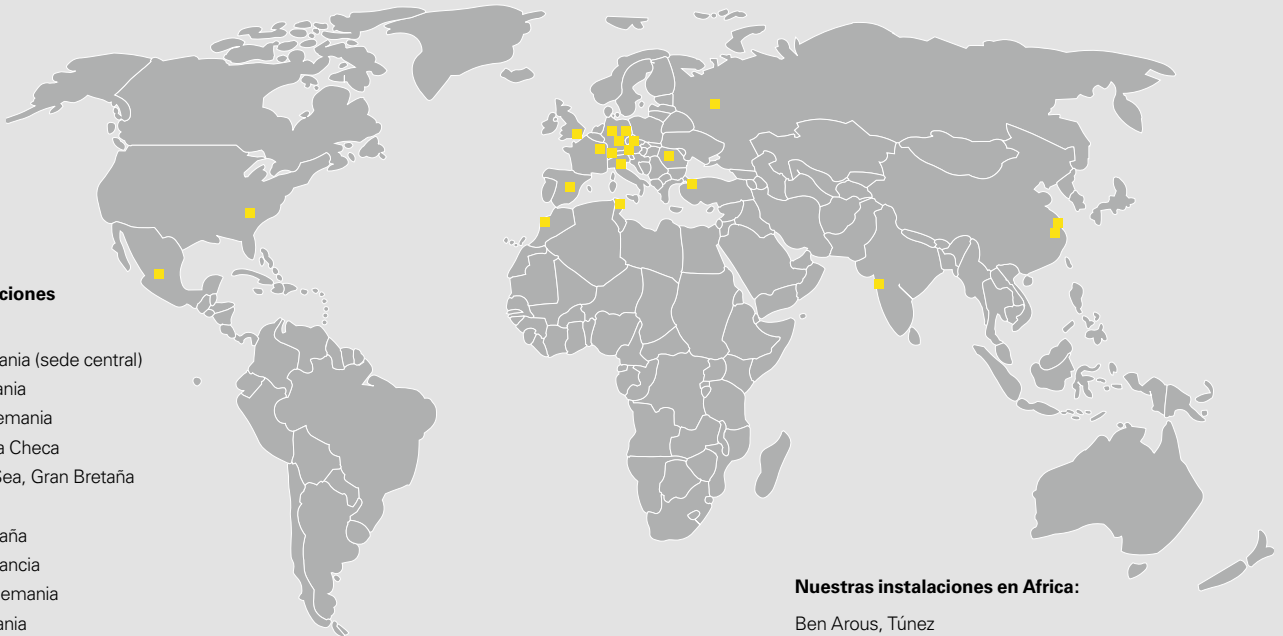 ciones
ania (sede central)
ania
emania
a Checa
Sea, Gran Bretaña
aña
ancia
emania
ania
Nuestras instalaciones en Africa:
Ben Arous, Túnez